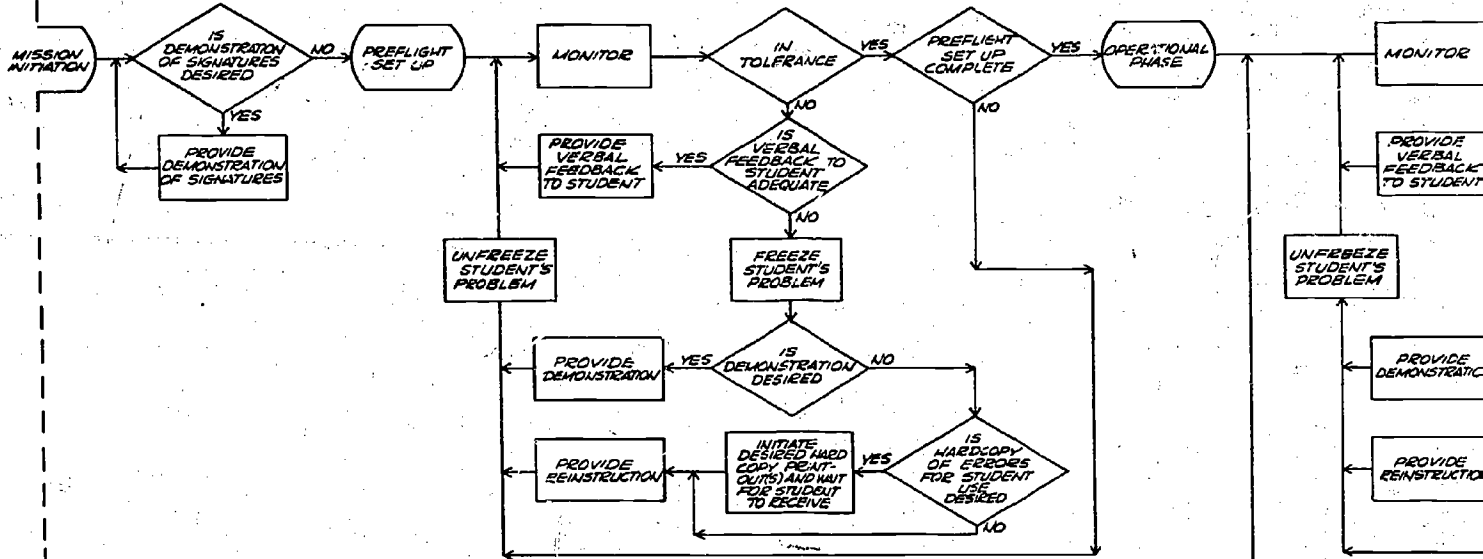 MISSION
INITIATION
IS
DEMONSTRATION
OF SIGNATURES
DESIRED
NO
YES
PROVIDE
DEMONSTRATION
OF SIGNATURES
PREFLIGHT
SET UP
MONITOR
IN
TOLERANCE
YES
NO
PREFLIGHT
SET UP
COMPLETE
YES
NO
OPERATIONAL
PHASE
MONITOR
PROVIDE
VERBAL
FEEDBACK
TO STUDENT
YES
IS
VERBAL
FEEDBACK TO
STUDENT
ADEQUATE
NO
PROVIDE
VERBAL
FEEDBACK
TO STUDENT
UNFREEZE
STUDENT'S
PROBLEM
FREEZE
STUDENT'S
PROBLEM
UNFREEZE
STUDENT'S
PROBLEM
PROVIDE
DEMONSTRATION
YES
IS
DEMONSTRATION
DESIRED
NO
PROVIDE
DEMONSTRATIO
PROVIDE
REINSTRUCTION
INITIATE
DESIRED HARD
COPY PRINT-
OUT(S) AND WAIT
FOR STUDENT
TO RECEIVE
YES
IS
HARDCOPY
OF ERRORS
FOR STUDENT
USE
DESIRED
NO
PROVIDE
REINSTRUCTION